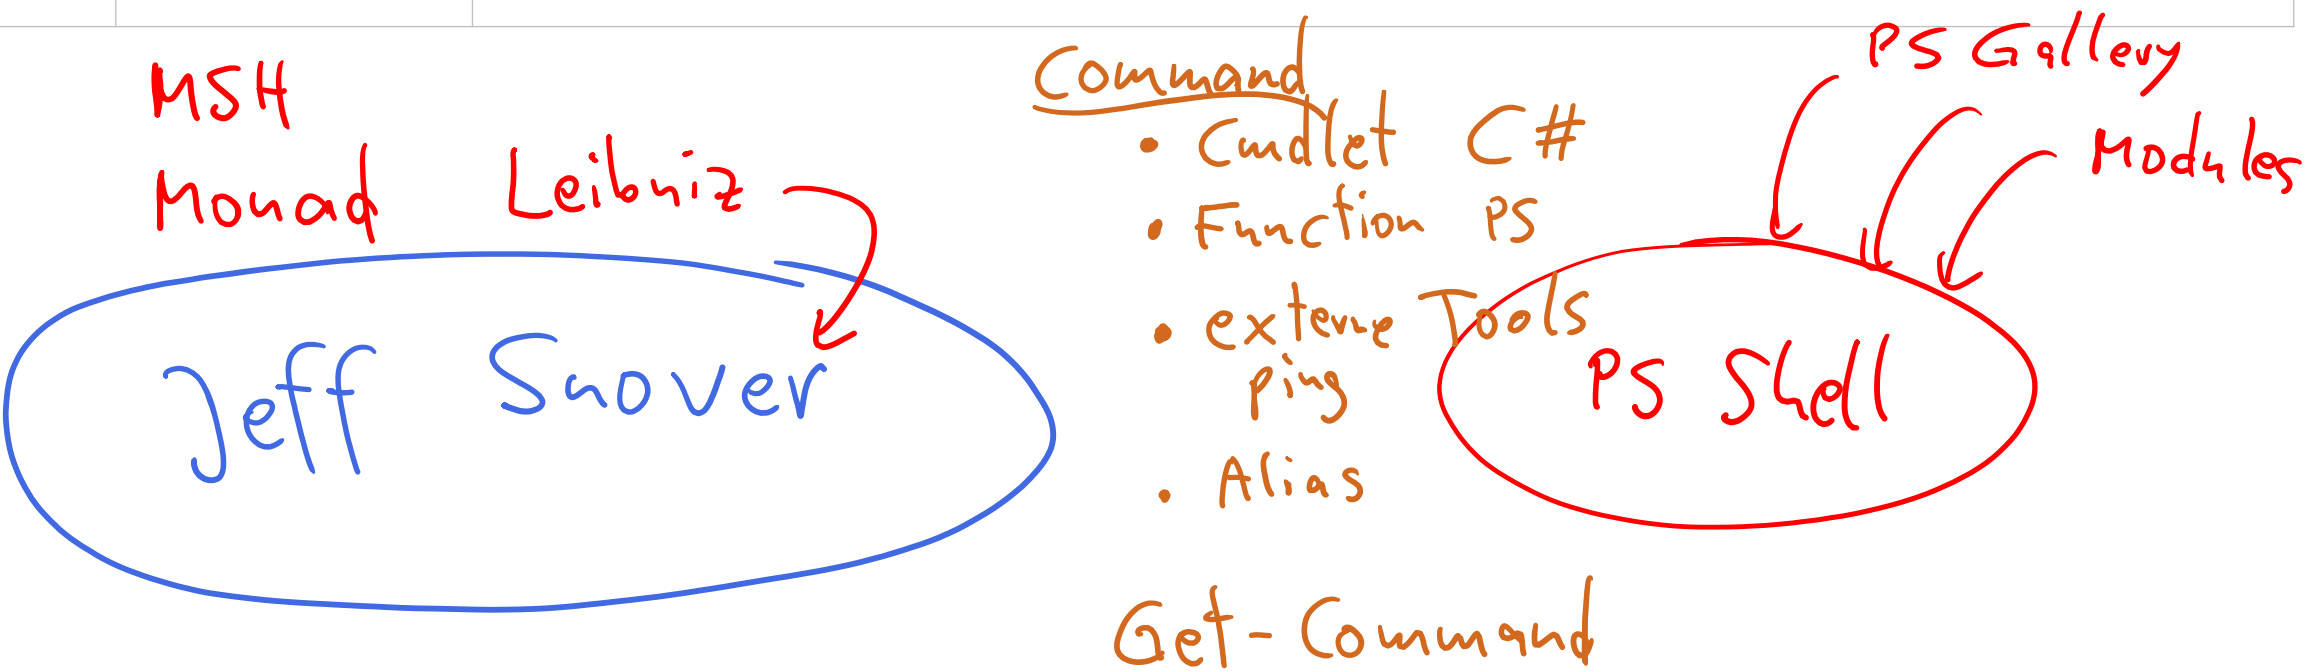 MSH
Monad
Leibniz
Jeff Snover
Command
• Cmdlet C#
• Function PS
• externe Tools
ping
• Alias
Get-Command
PS Gallery
Modules
PS Shell